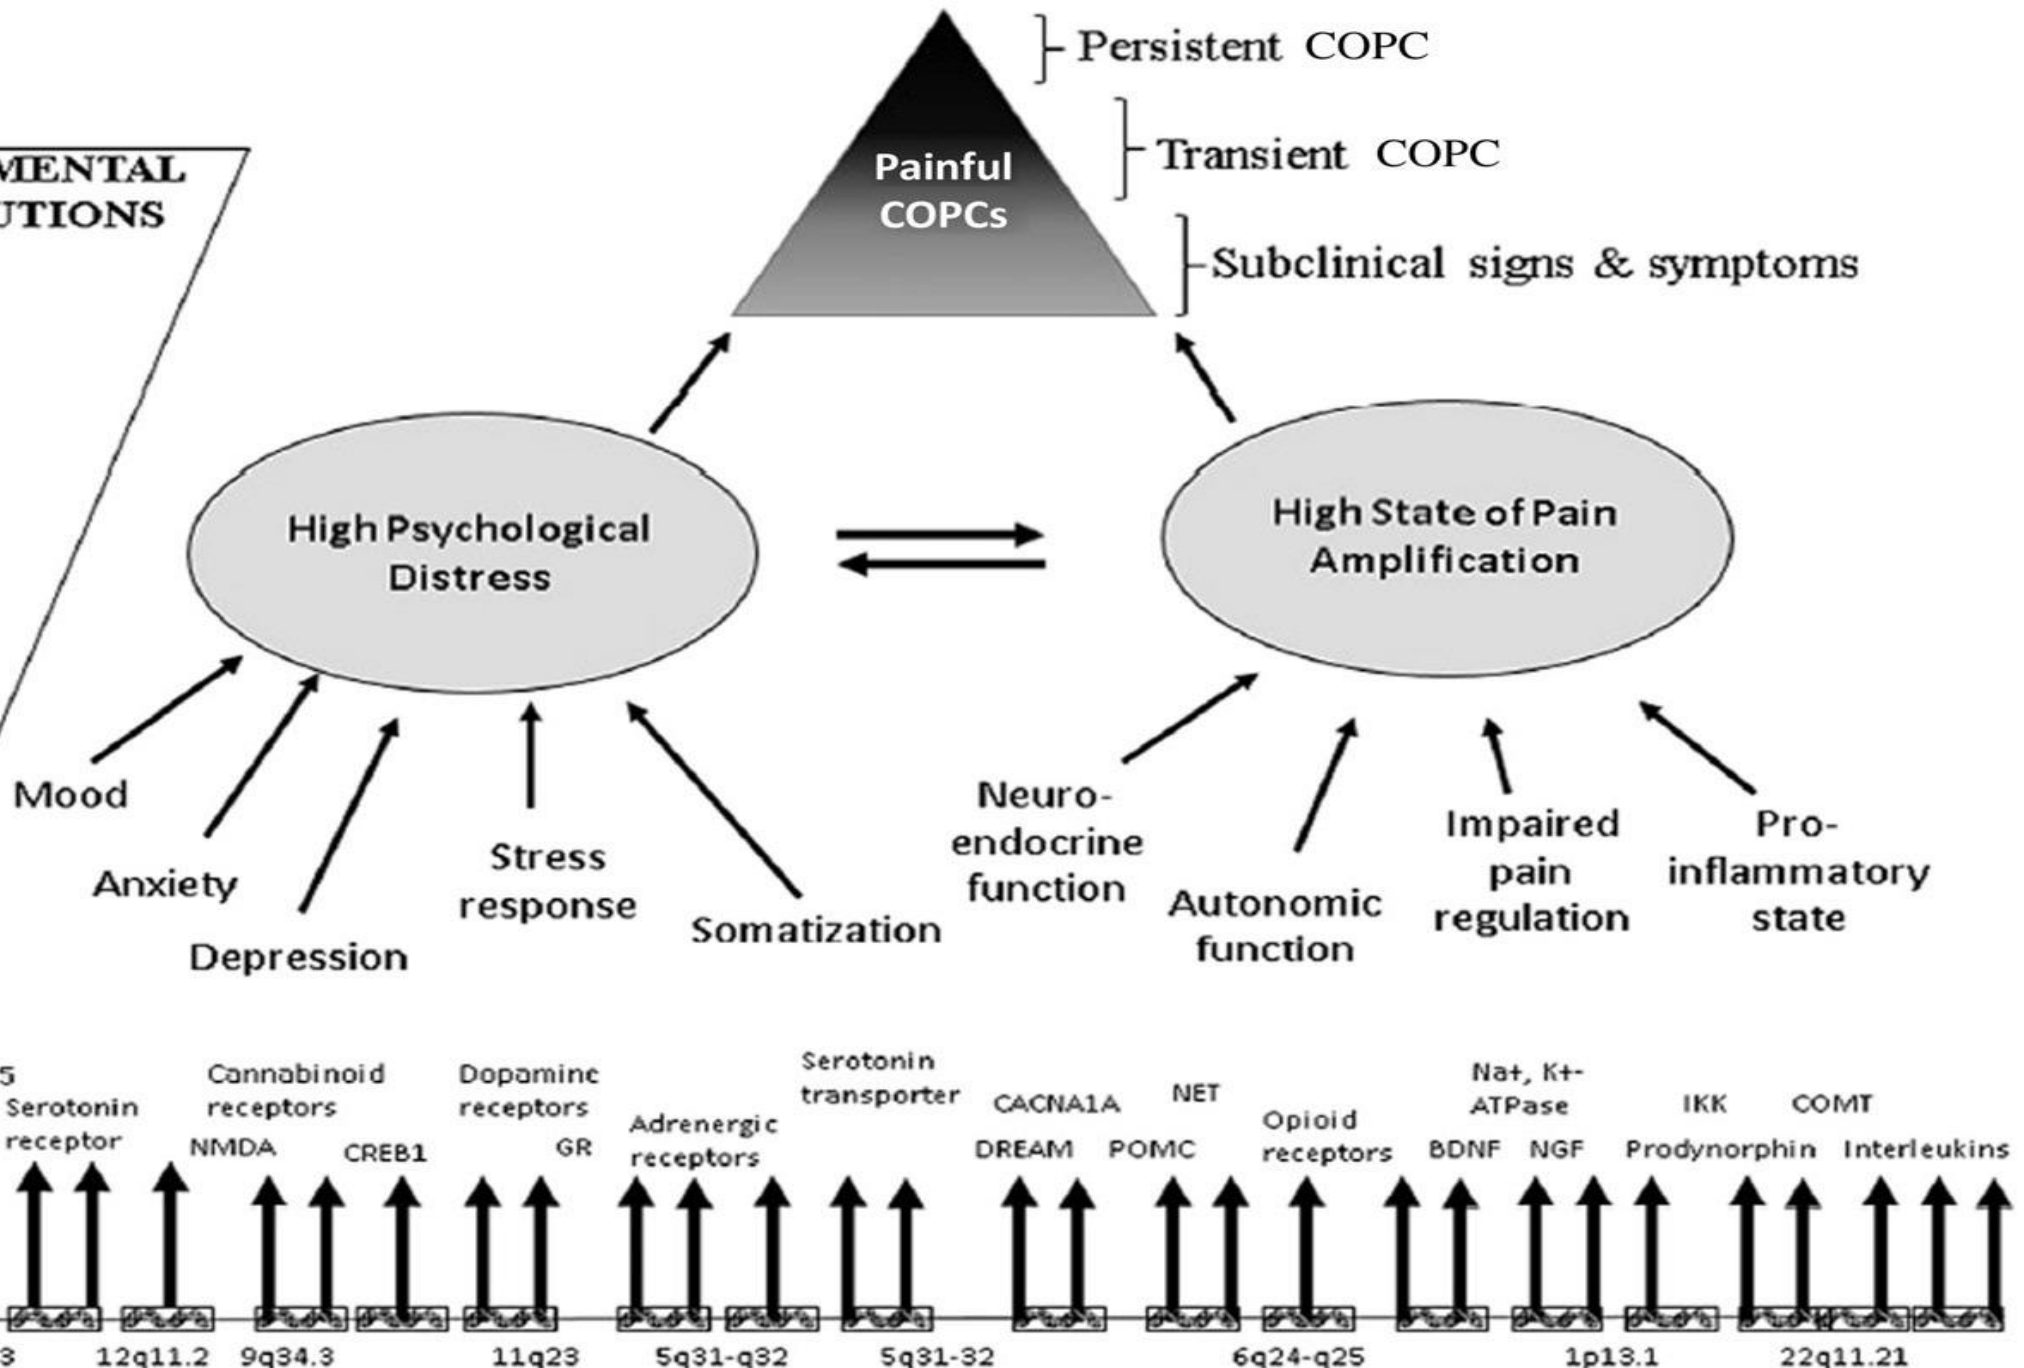 Persistent COPC
Transient COPC
Painful
COPCs
Subclinical signs & symptoms
MENTAL
UTIONS
High Psychological
Distress
High State of Pain
Amplification
Mood
Anxiety
Depression
Stress
response
Somatization
Neuro-
endocrine
function
Autonomic
function
Impaired
pain
regulation
Pro-
inflammatory
state
5
Serotonin
receptor
Cannabinoid
receptors
NMDA
CREB1
Dopamine
receptors
GR
Adrenergic
receptors
Serotonin
transporter
CACNA1A
DREAM
POMC
NET
Opioid
receptors
Na+, K+-
ATPase
BDNF
NGF
IKK
Prodynorphin
COMT
Interleukins
3
12q11.2
9q34.3
11q23
5q31-q32
5q31-32
6q24-q25
1p13.1
22q11.21